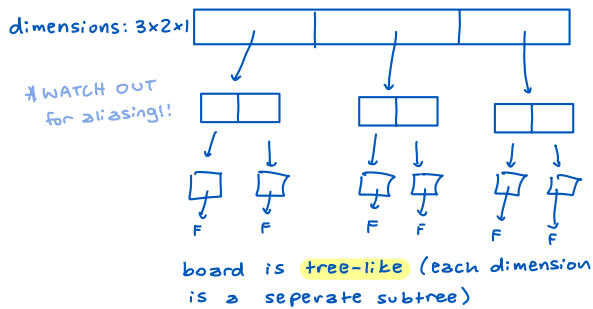 dimensions: 3x2x1
*WATCH OUT
for aliasing!!
F
F
F
F
F
F
board is tree-like (each dimension
is a seperate subtree)